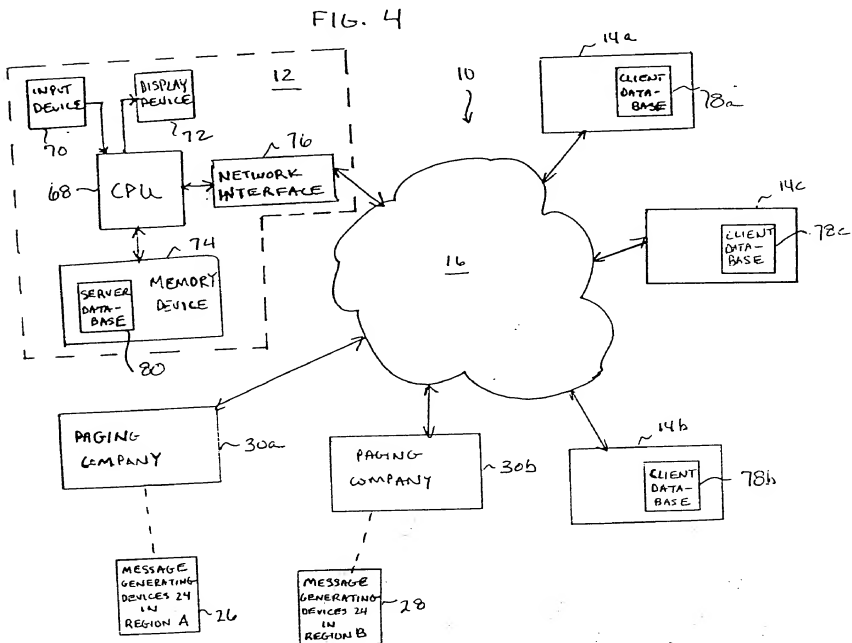 FIG. 4
INPUT
DEVICE
70
DISPLAY
DEVICE
72
12
68
CPU
76
NETWORK
INTERFACE
74
MEMORY
DEVICE
SERVER
DATA-
BASE
80
10
16
14a
CLIENT
DATA-
BASE
78a
14c
CLIENT
DATA-
BASE
78c
14b
CLIENT
DATA-
BASE
78b
PAGING
COMPANY
30a
PAGING
COMPANY
30b
MESSAGE
GENERATING
DEVICES 24
IN
REGION A
26
MESSAGE
GENERATING
DEVICES 24
IN
REGION B
28